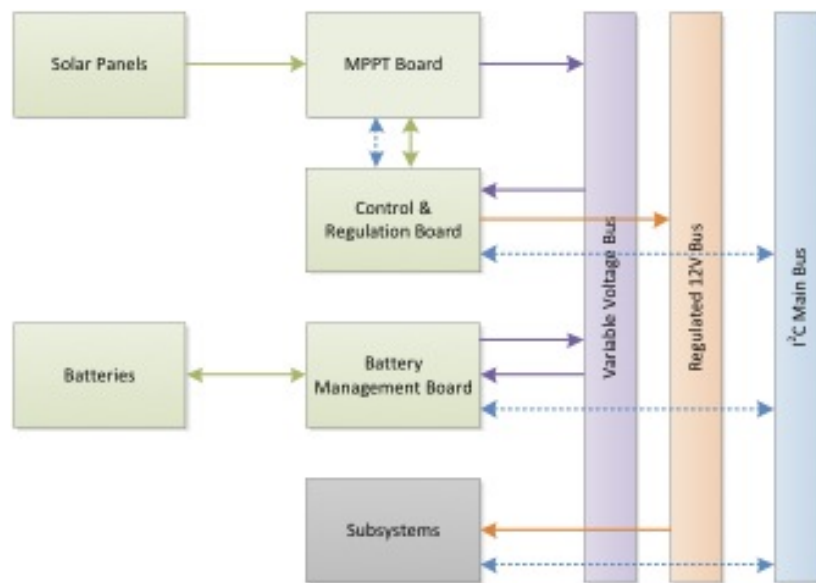 Solar Panels
MPPT Board
Control &
Regulation Board
Batteries
Battery
Management Board
Subsystems
Variable Voltage Bus
Regulated 12V Bus
I²C Main Bus